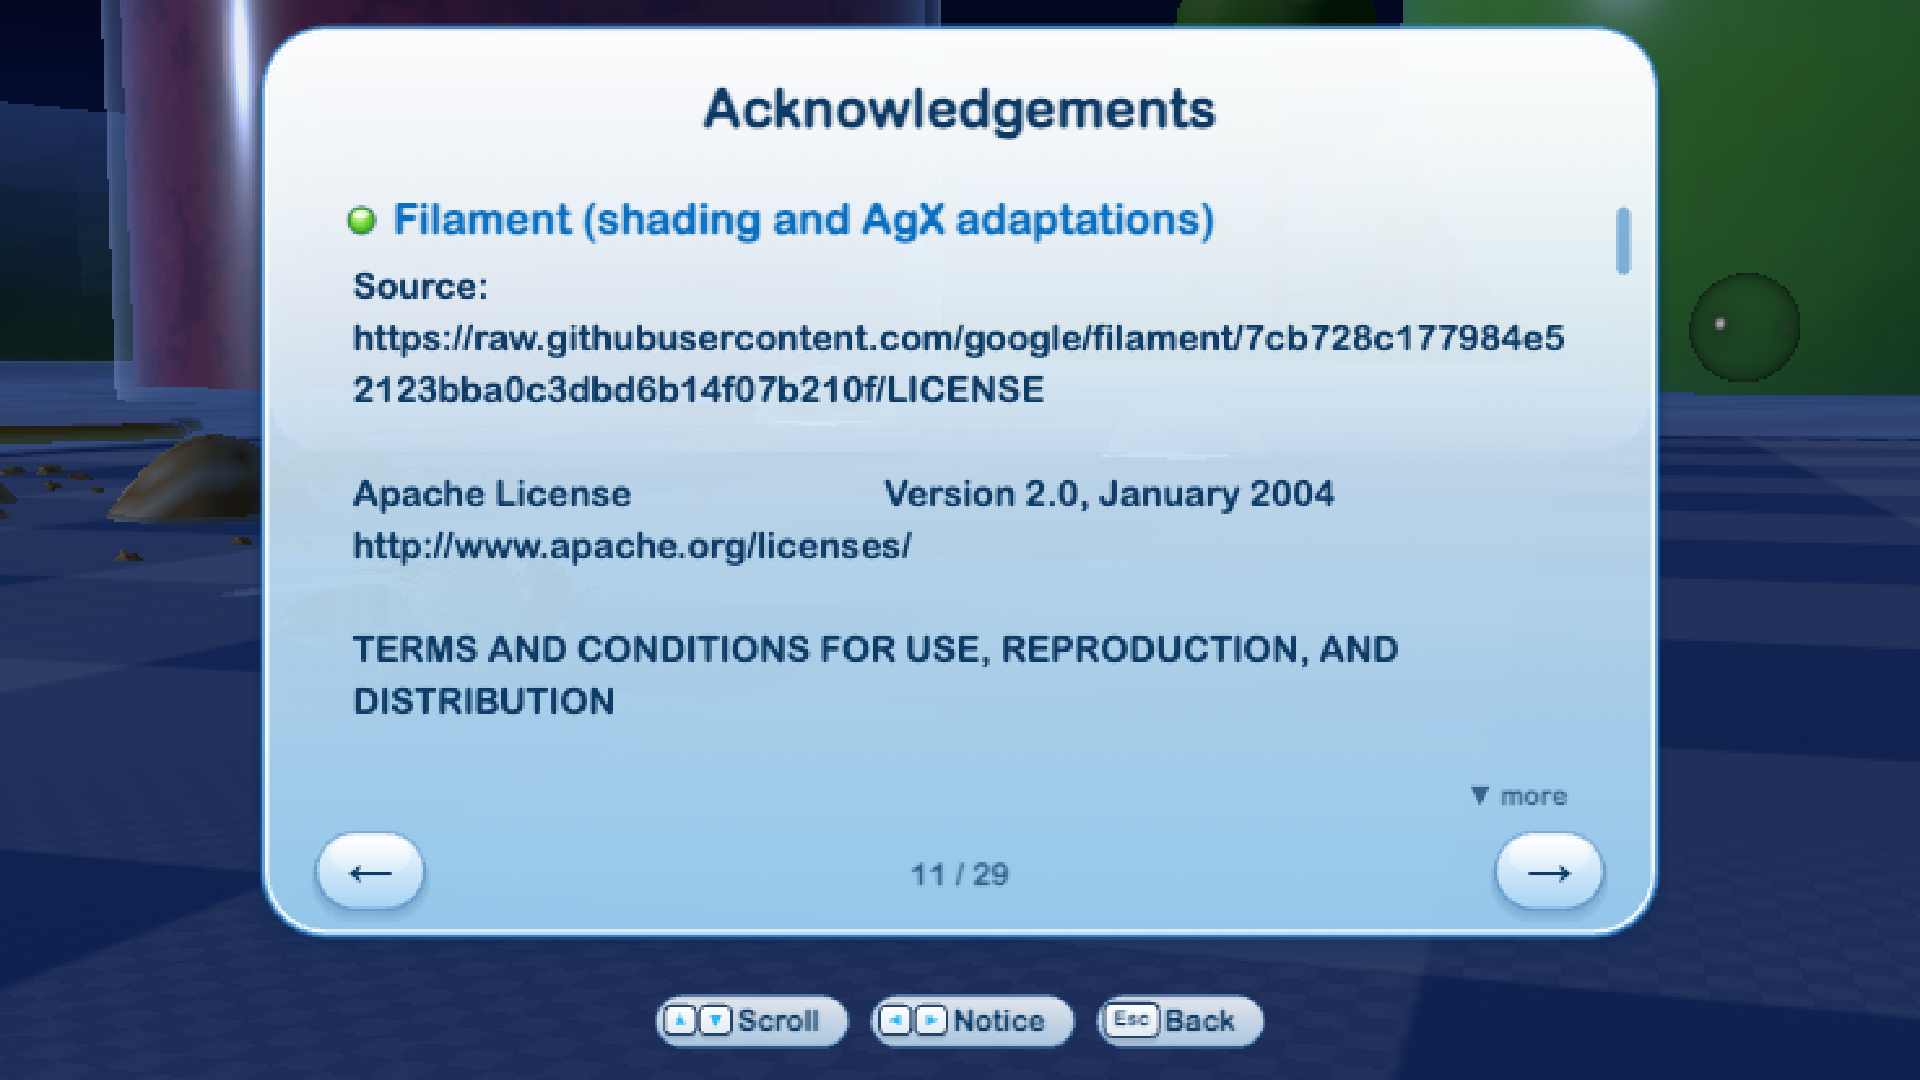 Acknowledgements
Filament (shading and AgX adaptations)
Source:
https://raw.githubusercontent.com/google/filament/7cb728c177984e5
2123bba0c3dbd6b14f07b210f/LICENSE
Apache License Version 2.0, January 2004
http://www.apache.org/licenses/
TERMS AND CONDITIONS FOR USE, REPRODUCTION, AND
DISTRIBUTION
▼ more
← 11 / 29 →
Scroll Notice Esc Back